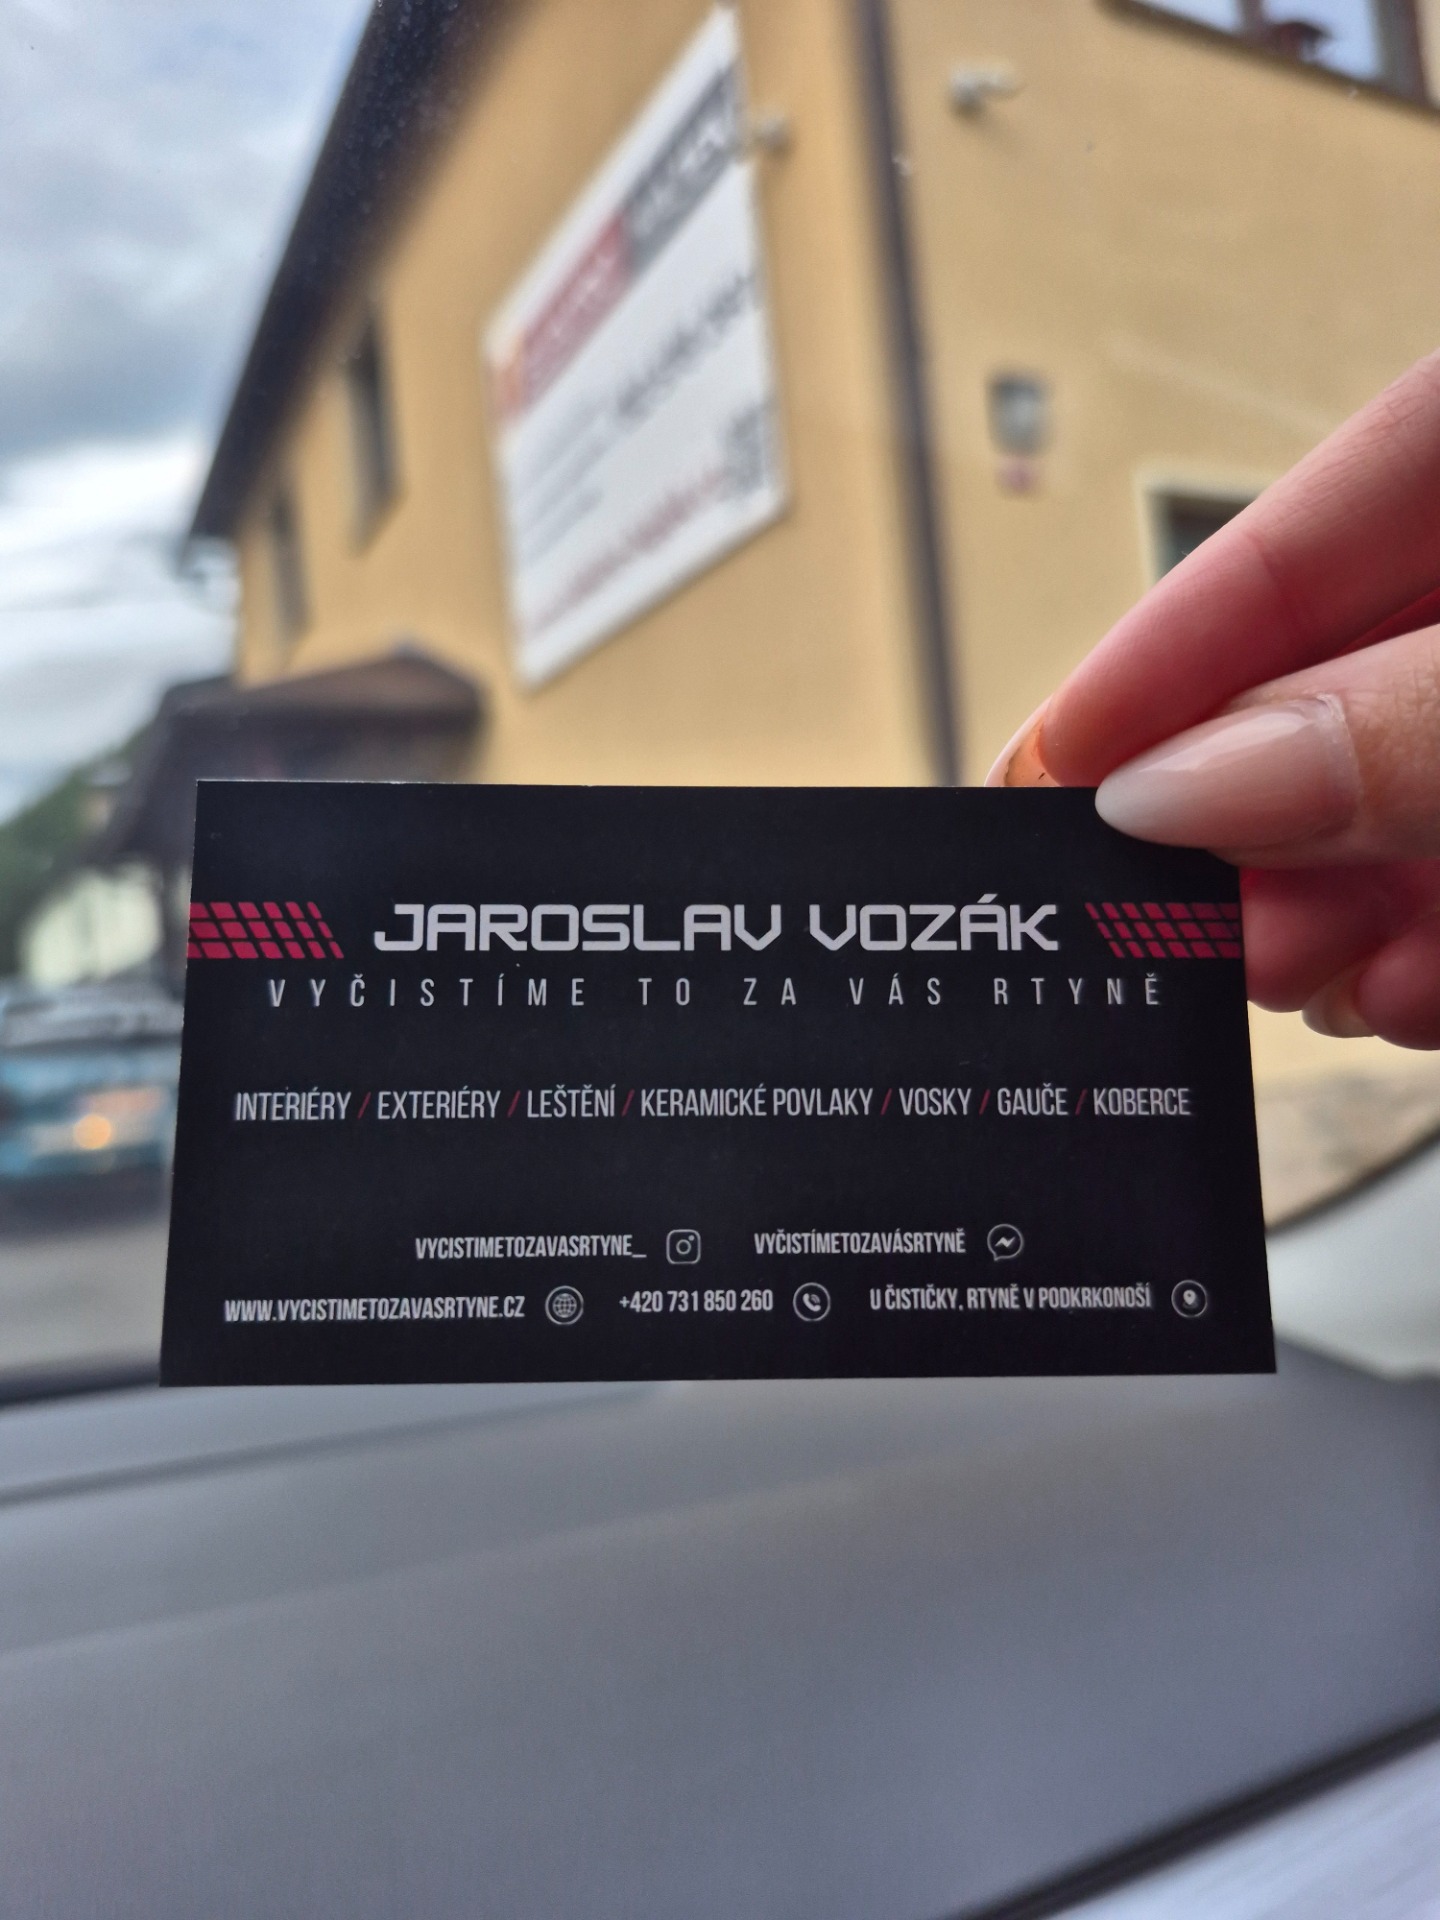 JAROSLAV VOZÁK
VYČISTÍME TO ZA VÁS RTYNĚ
INTERIÉRY / EXTERIÉRY / LEŠTĚNÍ / KERAMICKÉ POVLAKY / VOSKY / GAUČE / KOBERCE
VYCISTIMETOZAVASRTYNE_ VYČISTÍMETOZAVÁSRTYNĚ
WWW.VYCISTIMETOZAVASRTYNE.CZ +420 731 850 260 U ČISTIČKY, RTYNĚ V PODKRKONOŠÍ